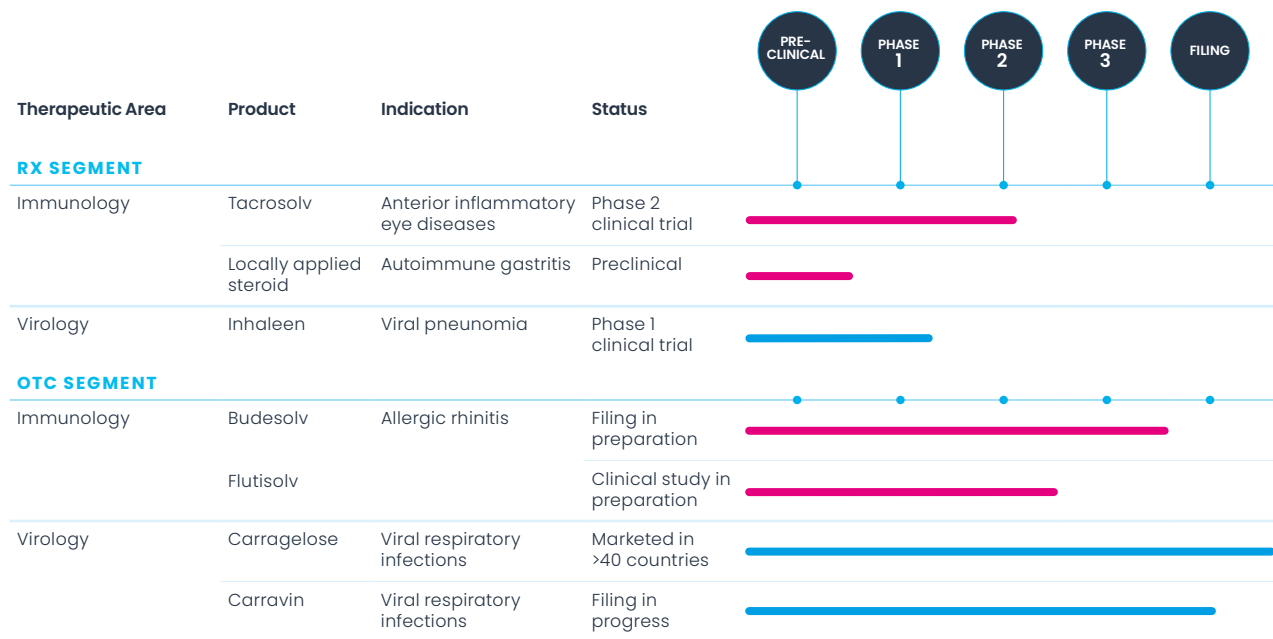 PRE-
CLINICAL
PHASE
1
PHASE
2
PHASE
3
FILING
Therapeutic Area Product Indication Status
RX SEGMENT
Immunology Tacrosolv Anterior inflammatory Phase 2
eye diseases clinical trial
Locally applied Autoimmune gastritis Preclinical
steroid
Virology Inhaleen Viral pneunomia Phase 1
clinical trial
OTC SEGMENT
Immunology Budesolv Allergic rhinitis Filing in
preparation
Flutisolv Clinical study in
preparation
Virology Carragelose Viral respiratory Marketed in
infections >40 countries
Carravin Viral respiratory Filing in
infections progress